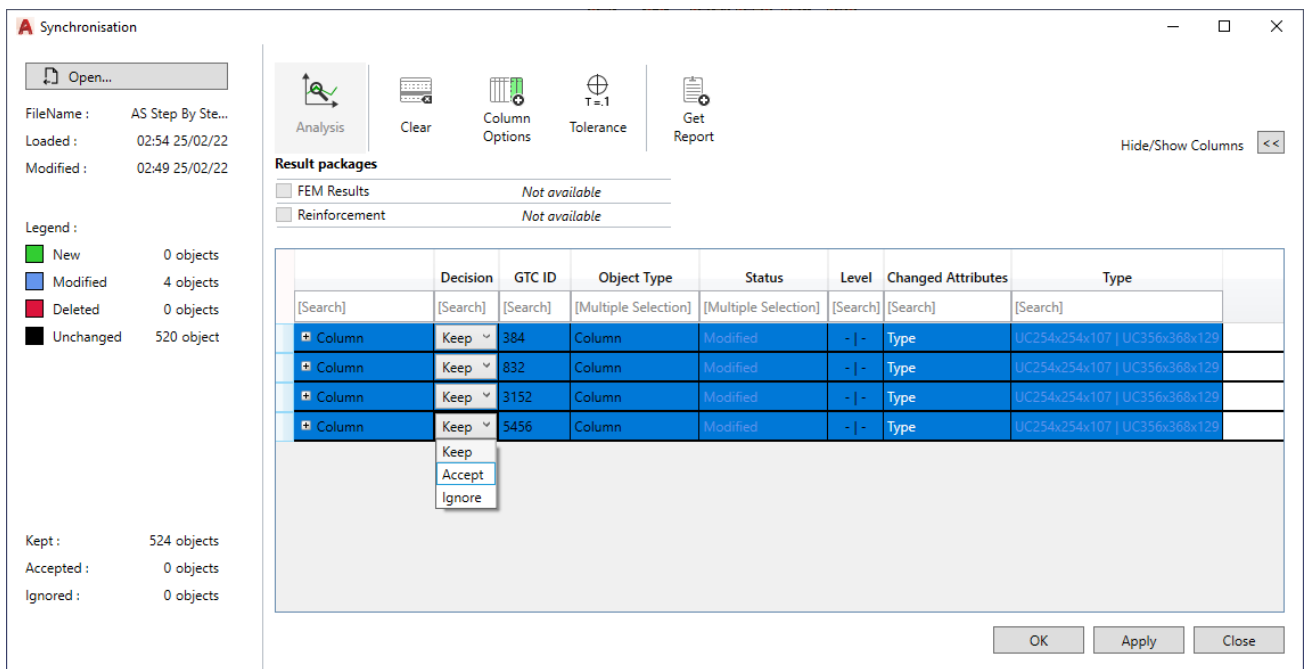 Synchronisation
Open...
FileName : AS Step By Ste...
Loaded : 02:54 25/02/22
Modified : 02:49 25/02/22
Legend :
New 0 objects
Modified 4 objects
Deleted 0 objects
Unchanged 520 object
Kept : 524 objects
Accepted : 0 objects
Ignored : 0 objects
Analysis
Clear
Column
Options
T=.1
Tolerance
Get
Report
Hide/Show Columns <<
Result packages
FEM Results Not available
Reinforcement Not available
Decision GTC ID Object Type Status Level Changed Attributes Type
[Search] [Search] [Search] [Multiple Selection] [Multiple Selection] [Search] [Search] [Search]
Column Keep 384 Column Modified - | - Type UC254x254x107 | UC356x368x129
Column Keep 832 Column Modified - | - Type UC254x254x107 | UC356x368x129
Column Keep 3152 Column Modified - | - Type UC254x254x107 | UC356x368x129
Column Keep 5456 Column Modified - | - Type UC254x254x107 | UC356x368x129
Keep
Accept
Ignore
OK Apply Close